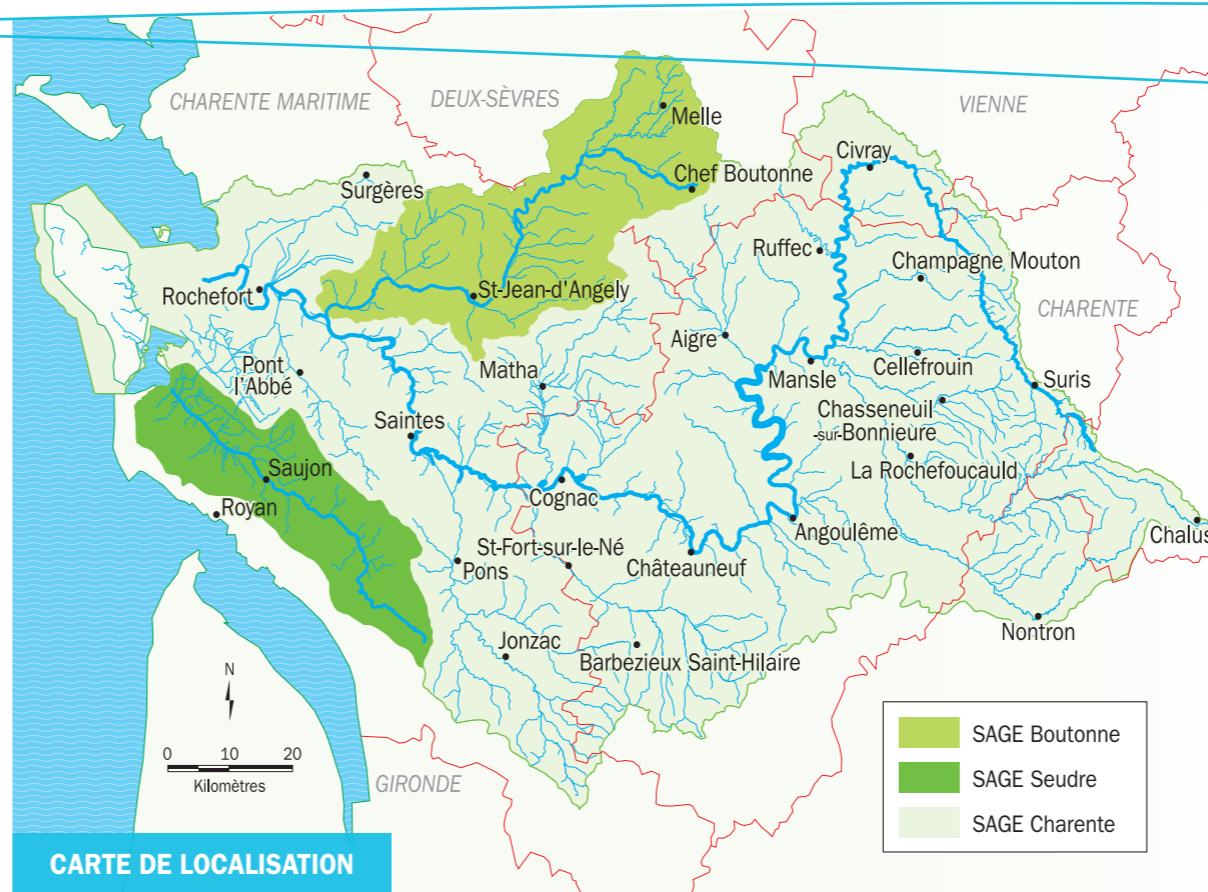 CHARENTE MARITIME
DEUX-SÈVRES
VIENNE
Melle
Civray
Chef Boutonne
Surgères
Ruffec
Champagne Mouton
Rochefort
St-Jean-d'Angely
CHARENTE
Aigre
Pont
l'Abbé
Matha
Mansle
Cellefrouin
Suris
Chasseneuil
-sur-Bonnieure
Saintes
La Rochefoucauld
Saujon
Cognac
Royan
Angoulême
Chalus
St-Fort-sur-le-Né
Châteauneuf
Pons
Nontron
Jonzac
Barbezieux Saint-Hilaire
N
0 10 20
Kilomètres
GIRONDE
SAGE Boutonne
SAGE Seudre
SAGE Charente
CARTE DE LOCALISATION